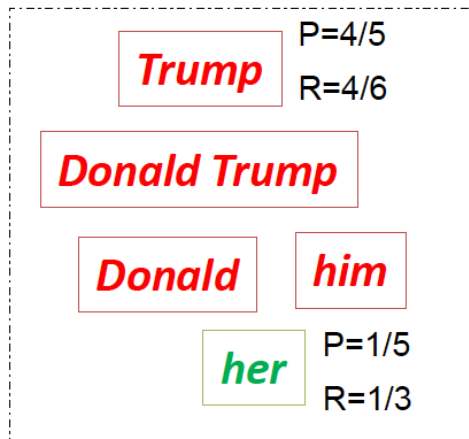 Trump
P=4/5
R=4/6
Donald Trump
Donald
him
her
P=1/5
R=1/3